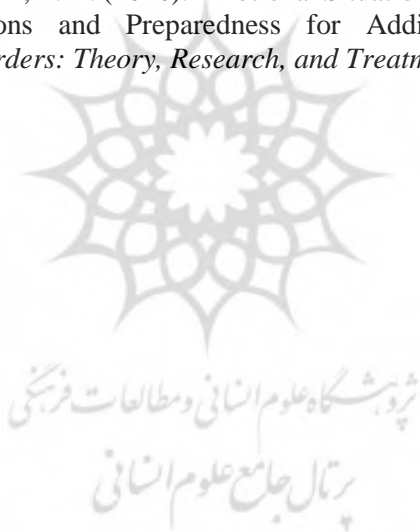 ons and Preparedness for Addi
rders: Theory, Research, and Treatm
پژوهشگاه علوم انسانی و مطالعات فرهنگی
پرتال جامع علوم انسانی